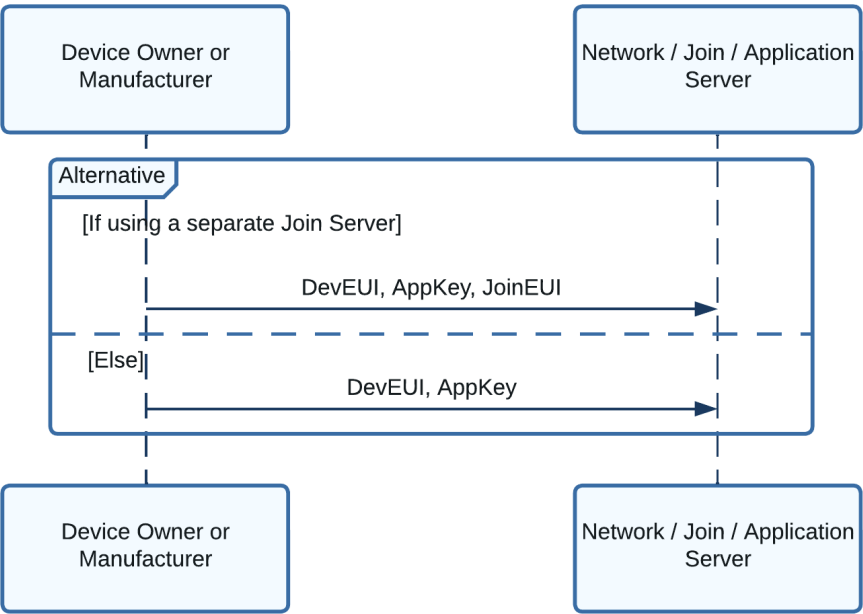 Device Owner or
Manufacturer
Network / Join / Application
Server
Alternative
[If using a separate Join Server]
DevEUI, AppKey, JoinEUI
[Else]
DevEUI, AppKey
Device Owner or
Manufacturer
Network / Join / Application
Server